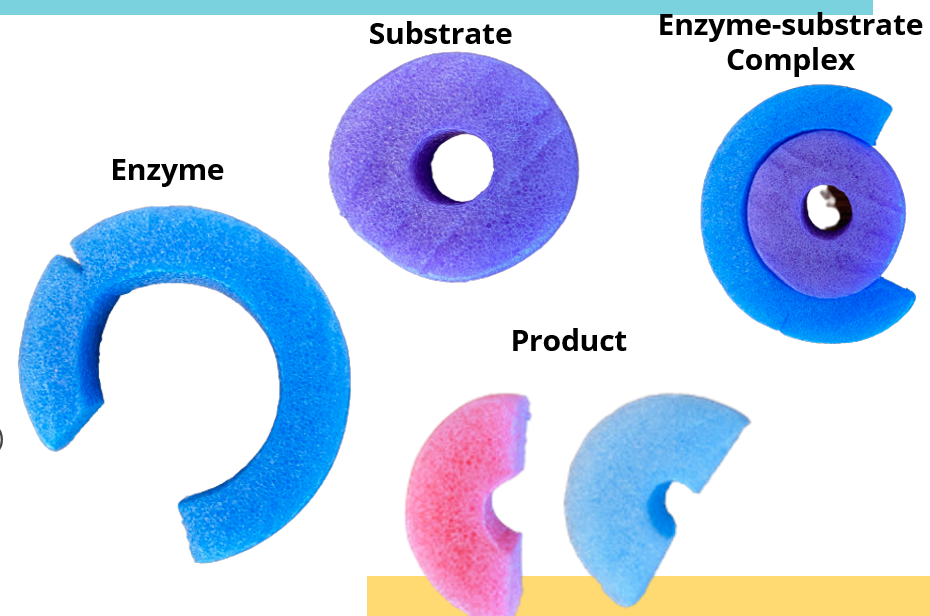 Substrate
Enzyme-substrate
Complex
Enzyme
Product